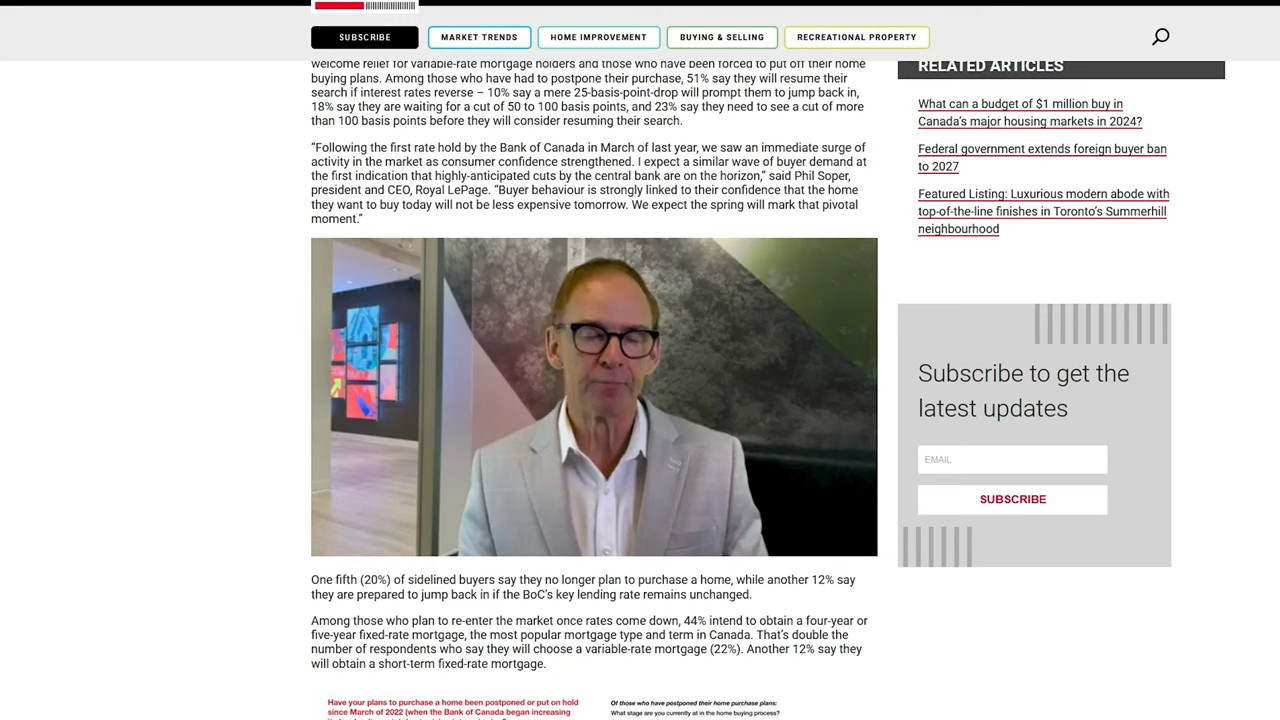 SUBSCRIBE
MARKET TRENDS
HOME IMPROVEMENT
BUYING & SELLING
RECREATIONAL PROPERTY
welcome relief for variable-rate mortgage holders and those who have been forced to put off their home
buying plans. Among those who have had to postpone their purchase, 51% say they will resume their
search if interest rates reverse – 10% say a mere 25-basis-point-drop will prompt them to jump back in,
18% say they are waiting for a cut of 50 to 100 basis points, and 23% say they need to see a cut of more
than 100 basis points before they will consider resuming their search.
“Following the first rate hold by the Bank of Canada in March of last year, we saw an immediate surge of
activity in the market as consumer confidence strengthened. I expect a similar wave of buyer demand at
the first indication that highly-anticipated cuts by the central bank are on the horizon,” said Phil Soper,
president and CEO, Royal LePage. “Buyer behaviour is strongly linked to their confidence that the home
they want to buy today will not be less expensive tomorrow. We expect the spring will mark that pivotal
moment.”
One fifth (20%) of sidelined buyers say they no longer plan to purchase a home, while another 12% say
they are prepared to jump back in if the BoC’s key lending rate remains unchanged.
Among those who plan to re-enter the market once rates come down, 44% intend to obtain a four-year or
five-year fixed-rate mortgage, the most popular mortgage type and term in Canada. That’s double the
number of respondents who say they will choose a variable-rate mortgage (22%). Another 12% say they
will obtain a short-term fixed-rate mortgage.
Have your plans to purchase a home been postponed or put on hold
since March of 2022 (when the Bank of Canada began increasing
Of those who have postponed their home purchase plans:
What stage are you currently at in the home buying process?
RELATED ARTICLES
What can a budget of $1 million buy in
Canada’s major housing markets in 2024?
Federal government extends foreign buyer ban
to 2027
Featured Listing: Luxurious modern abode with
top-of-the-line finishes in Toronto’s Summerhill
neighbourhood
Subscribe to get the
latest updates
EMAIL
SUBSCRIBE